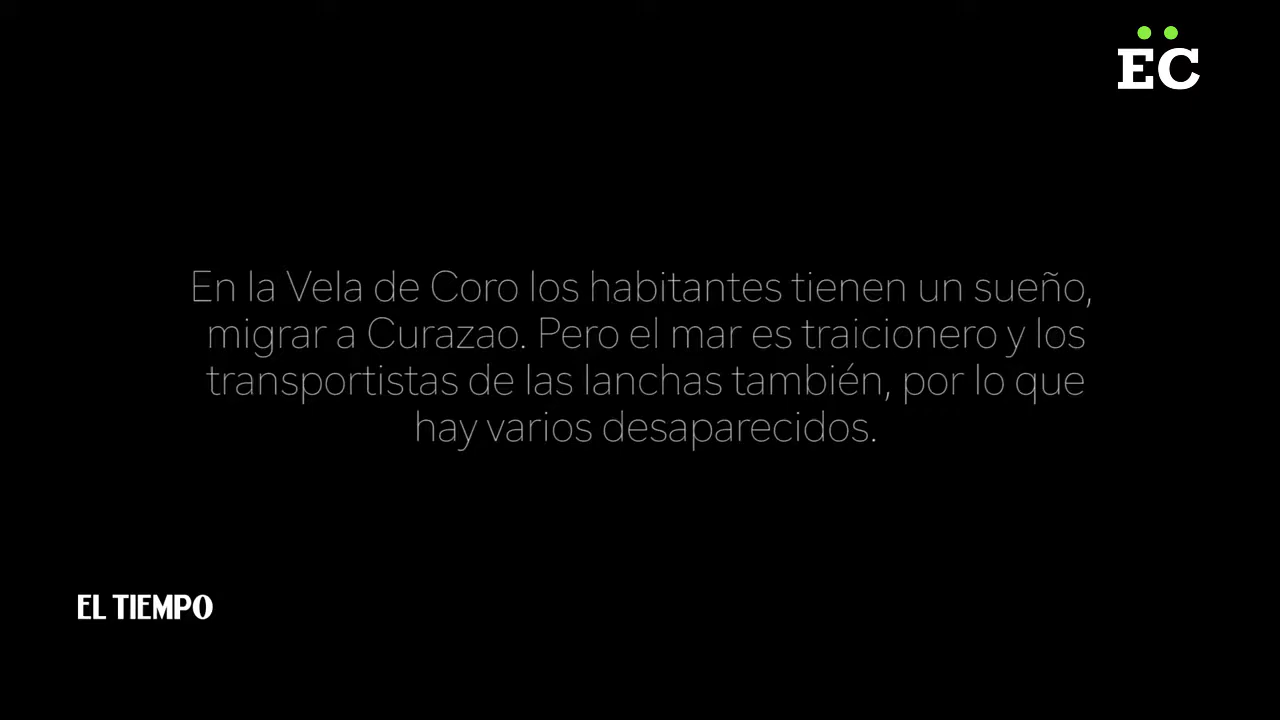 ËC
En la Vela de Coro los habitantes tienen un sueño,
migrar a Curazao. Pero el mar es traicionero y los
transportistas de las lanchas también, por lo que
hay varios desaparecidos.
EL TIEMPO